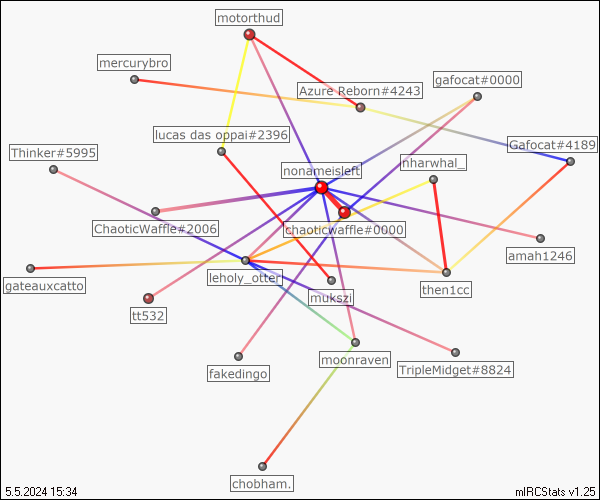 motorthud
mercurybro
gafocat#0000
Azure Reborn#4243
lucas das oppai#2396
Gafocat#4189
Thinker#5995
nharwhal_
nonameisleft
ChaoticWaffle#2006
chaoticwaffle#0000
amah1246
gateauxcatto
leholy_otter
then1cc
mukszi
tt532
moonraven
TripleMidget#8824
fakedingo
chobham.
5.5.2024 15:34
mIRCStats v1.25